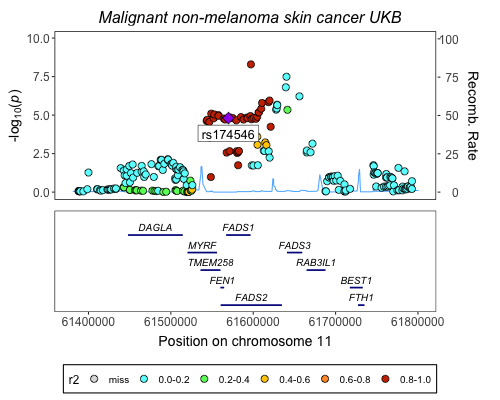 Malignant non-melanoma skin cancer UKB
10.0
7.5
5.0
2.5
0.0
-log10(p)
100
75
50
25
0
Recomb. Rate
rs174546
DAGLA
FADS1
MYRF
FADS3
TMEM258
RAB3IL1
FEN1
BEST1
FADS2
FTH1
61400000 61500000 61600000 61700000 61800000
Position on chromosome 11
r2 miss 0.0-0.2 0.2-0.4 0.4-0.6 0.6-0.8 0.8-1.0